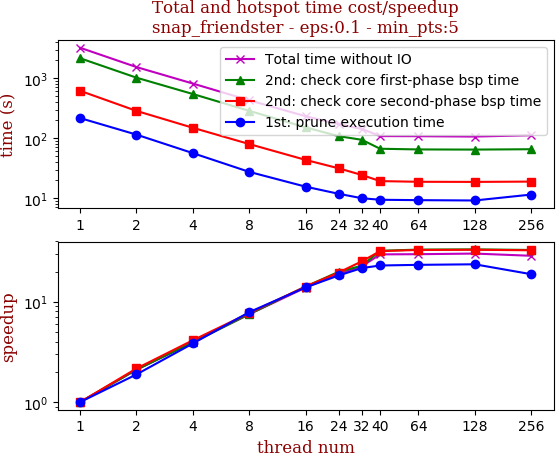 Total and hotspot time cost/speedup
snap_friendster - eps:0.1 - min_pts:5
time (s)
10³
10²
10¹
Total time without IO
2nd: check core first-phase bsp time
2nd: check core second-phase bsp time
1st: prune execution time
1 2 4 8 16 24 32 40 64 128 256
speedup
10¹
10⁰
1 2 4 8 16 24 32 40 64 128 256
thread num